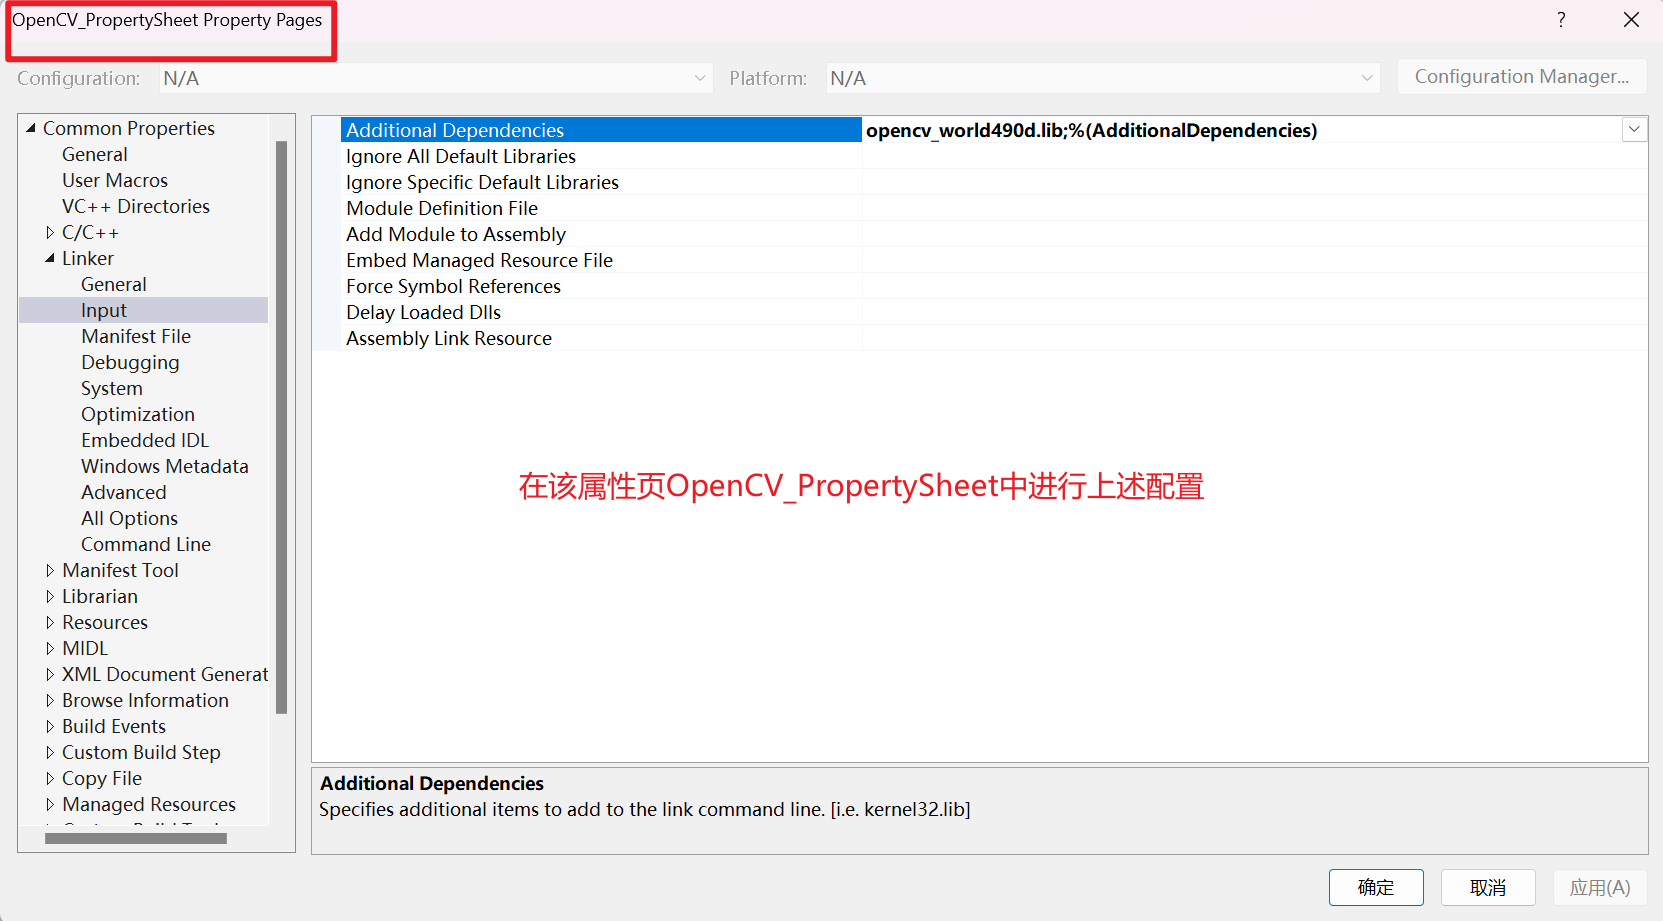 OpenCV_PropertySheet Property Pages
?
Configuration: N/A Platform: N/A Configuration Manager...
Common Properties
General
User Macros
VC++ Directories
C/C++
Linker
General
Input
Manifest File
Debugging
System
Optimization
Embedded IDL
Windows Metadata
Advanced
All Options
Command Line
Manifest Tool
Librarian
Resources
MIDL
XML Document Generat
Browse Information
Build Events
Custom Build Step
Copy File
Managed Resources
Additional Dependencies opencv_world490d.lib;%(AdditionalDependencies)
Ignore All Default Libraries
Ignore Specific Default Libraries
Module Definition File
Add Module to Assembly
Embed Managed Resource File
Force Symbol References
Delay Loaded Dlls
Assembly Link Resource
在该属性页OpenCV_PropertySheet中进行上述配置
Additional Dependencies
Specifies additional items to add to the link command line. [i.e. kernel32.lib]
确定 取消 应用(A)